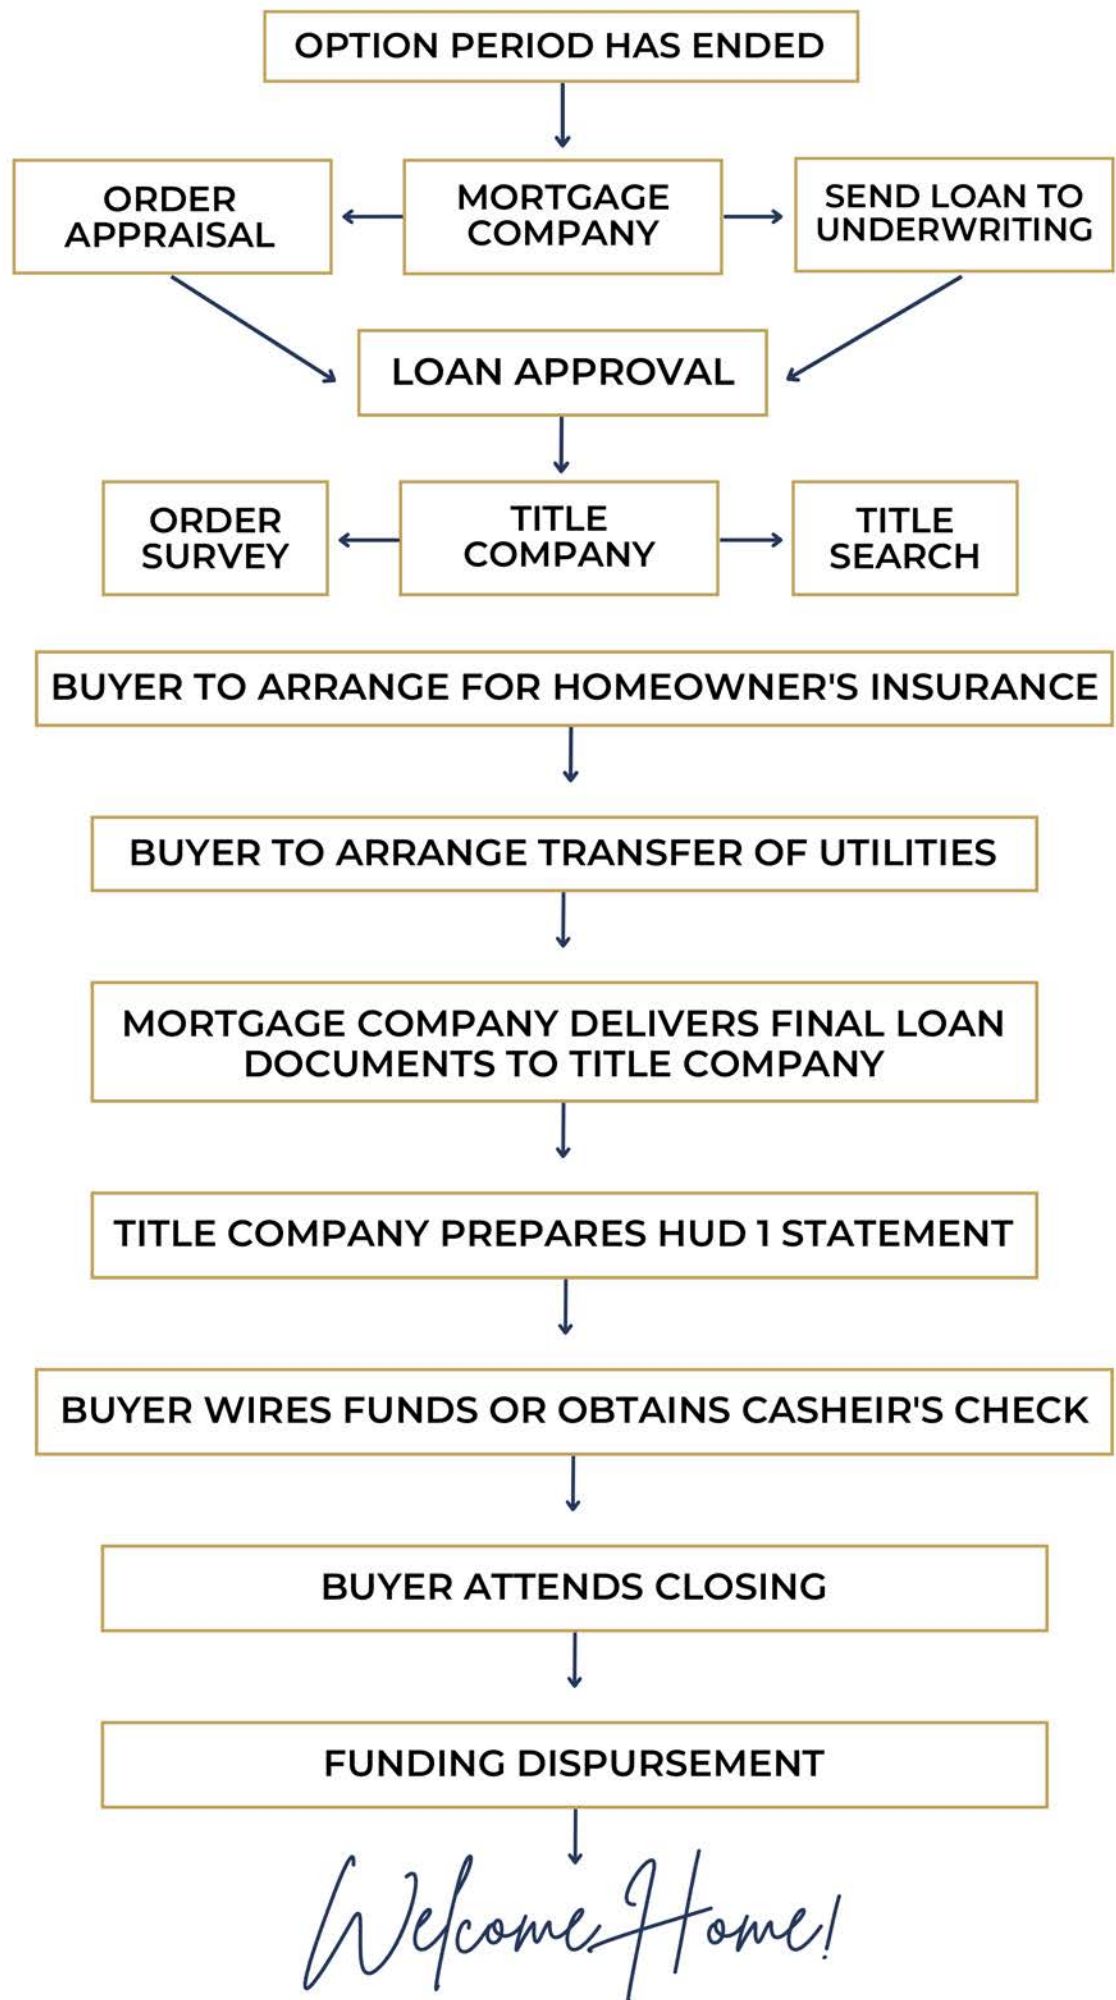 OPTION PERIOD HAS ENDED
ORDER
APPRAISAL
MORTGAGE
COMPANY
SEND LOAN TO
UNDERWRITING
LOAN APPROVAL
ORDER
SURVEY
TITLE
COMPANY
TITLE
SEARCH
BUYER TO ARRANGE FOR HOMEOWNER'S INSURANCE
BUYER TO ARRANGE TRANSFER OF UTILITIES
MORTGAGE COMPANY DELIVERS FINAL LOAN
DOCUMENTS TO TITLE COMPANY
TITLE COMPANY PREPARES HUD 1 STATEMENT
BUYER WIRES FUNDS OR OBTAINS CASHEIR'S CHECK
BUYER ATTENDS CLOSING
FUNDING DISPURSEMENT
Welcome Home!